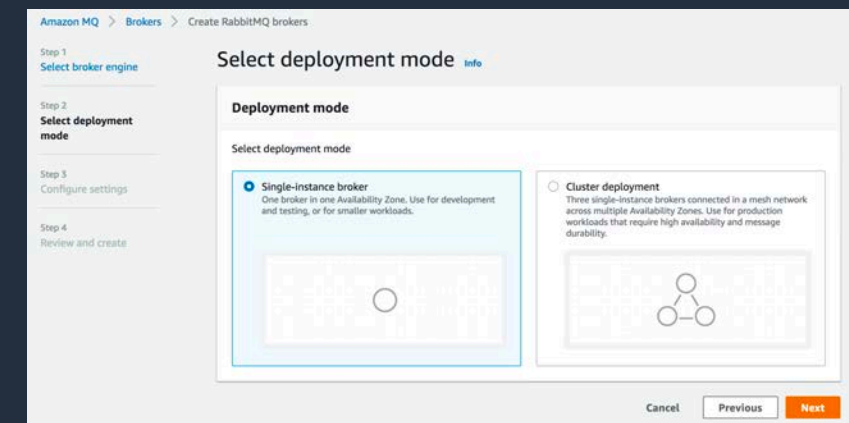 Amazon MQ > Brokers > Create RabbitMQ brokers
Step 1
Select broker engine
Step 2
Select deployment
mode
Step 3
Configure settings
Step 4
Review and create
Select deployment mode Info
Deployment mode
Select deployment mode
Single-instance broker
One broker in one Availability Zone. Use for development
and testing, or for smaller workloads.
Cluster deployment
Three single-instance brokers connected in a mesh network
across multiple Availability Zones. Use for production
workloads that require high availability and message
durability.
Cancel Previous Next